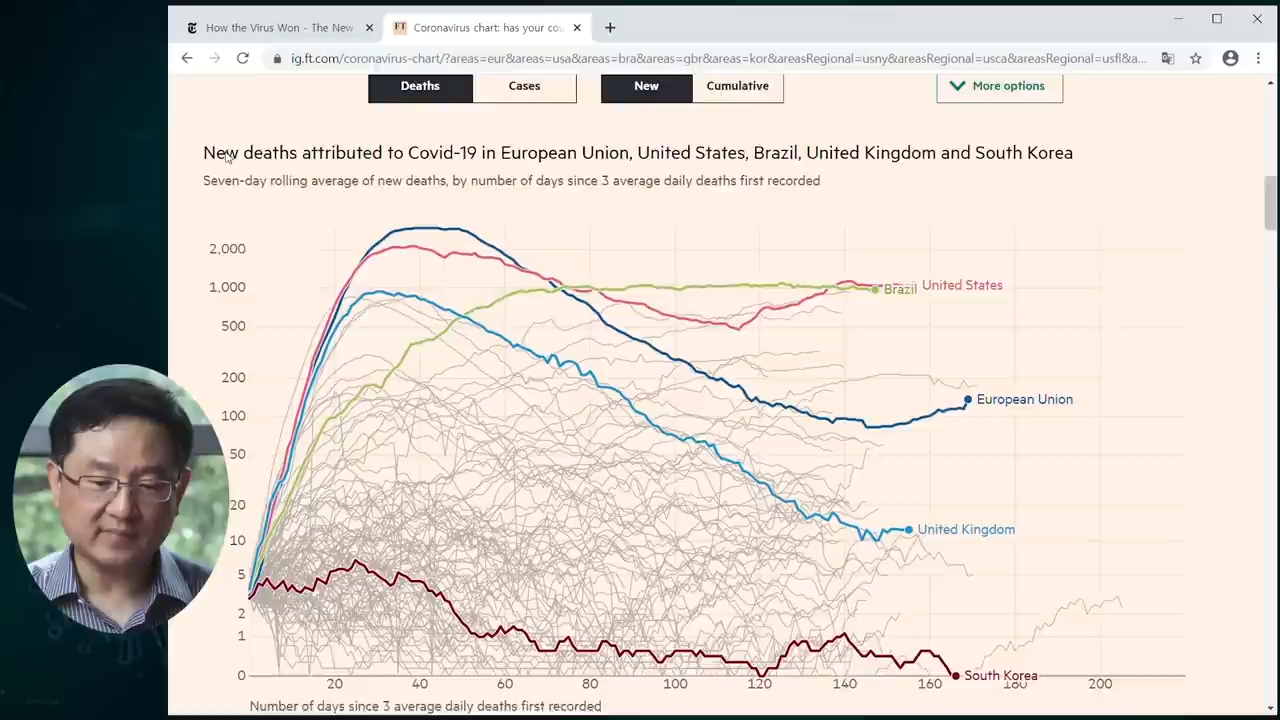 How the Virus Won - The New
FT
Coronavirus chart: has your cou
ig.ft.com/coronavirus-chart/?areas=eur&areas=usa&areas=bra&areas=gbr&areas=kor&areasRegional=usny&areasRegional=usca&areasRegional=usfl&a...
Deaths
Cases
New
Cumulative
More options
New deaths attributed to Covid-19 in European Union, United States, Brazil, United Kingdom and South Korea
Seven-day rolling average of new deaths, by number of days since 3 average daily deaths first recorded
2,000
1,000
500
200
100
50
20
10
5
2
1
0
Brazil
United States
European Union
United Kingdom
South Korea
20 40 60 80 100 120 140 160 180 200
Number of days since 3 average daily deaths first recorded